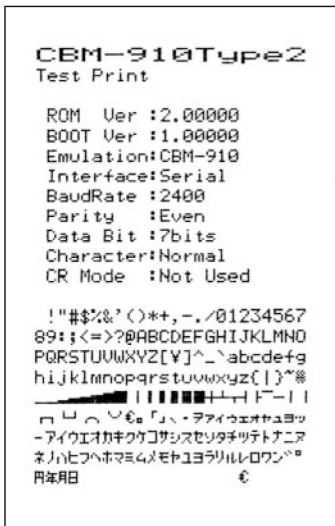 CBM-910Type2
Test Print
ROM Ver :2.00000
BOOT Ver :1.00000
Emulation:CBM-910
Interface:Serial
BaudRate :2400
Parity :Even
Data Bit :7bits
Character:Normal
CR Mode :Not Used
!"#$%&'()*+,-./01234567
89:;<=>?@ABCDEFGHIJKLMNO
PQRSTUVWXYZ[¥]^_`abcdefg
hijklmnopqrstuvwxyz{|}~
€。「」、・ヲァィゥェォャュョッ
ーアイウエオカキクケコサシスセソタチツテトナニヌ
ネノハヒフヘホマミムメモヤユヨラリルレロワン゛゜
円年月日 €